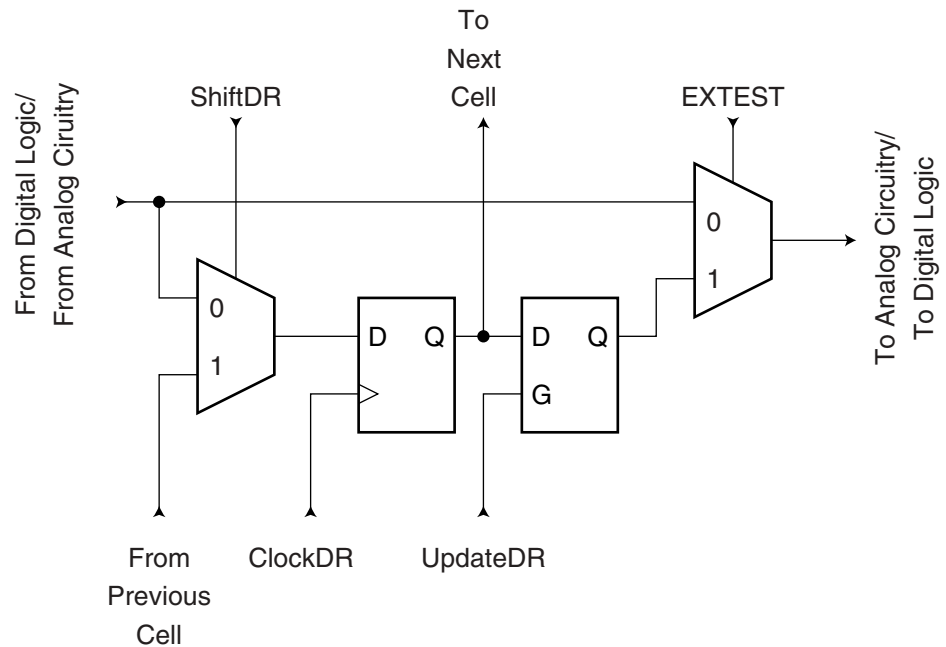 To
Next
Cell
ShiftDR
EXTEST
From Digital Logic/
From Analog Ciruitry
To Analog Circuitry/
To Digital Logic
0
1
0
1
D Q
D Q
G
From
Previous
Cell
ClockDR
UpdateDR